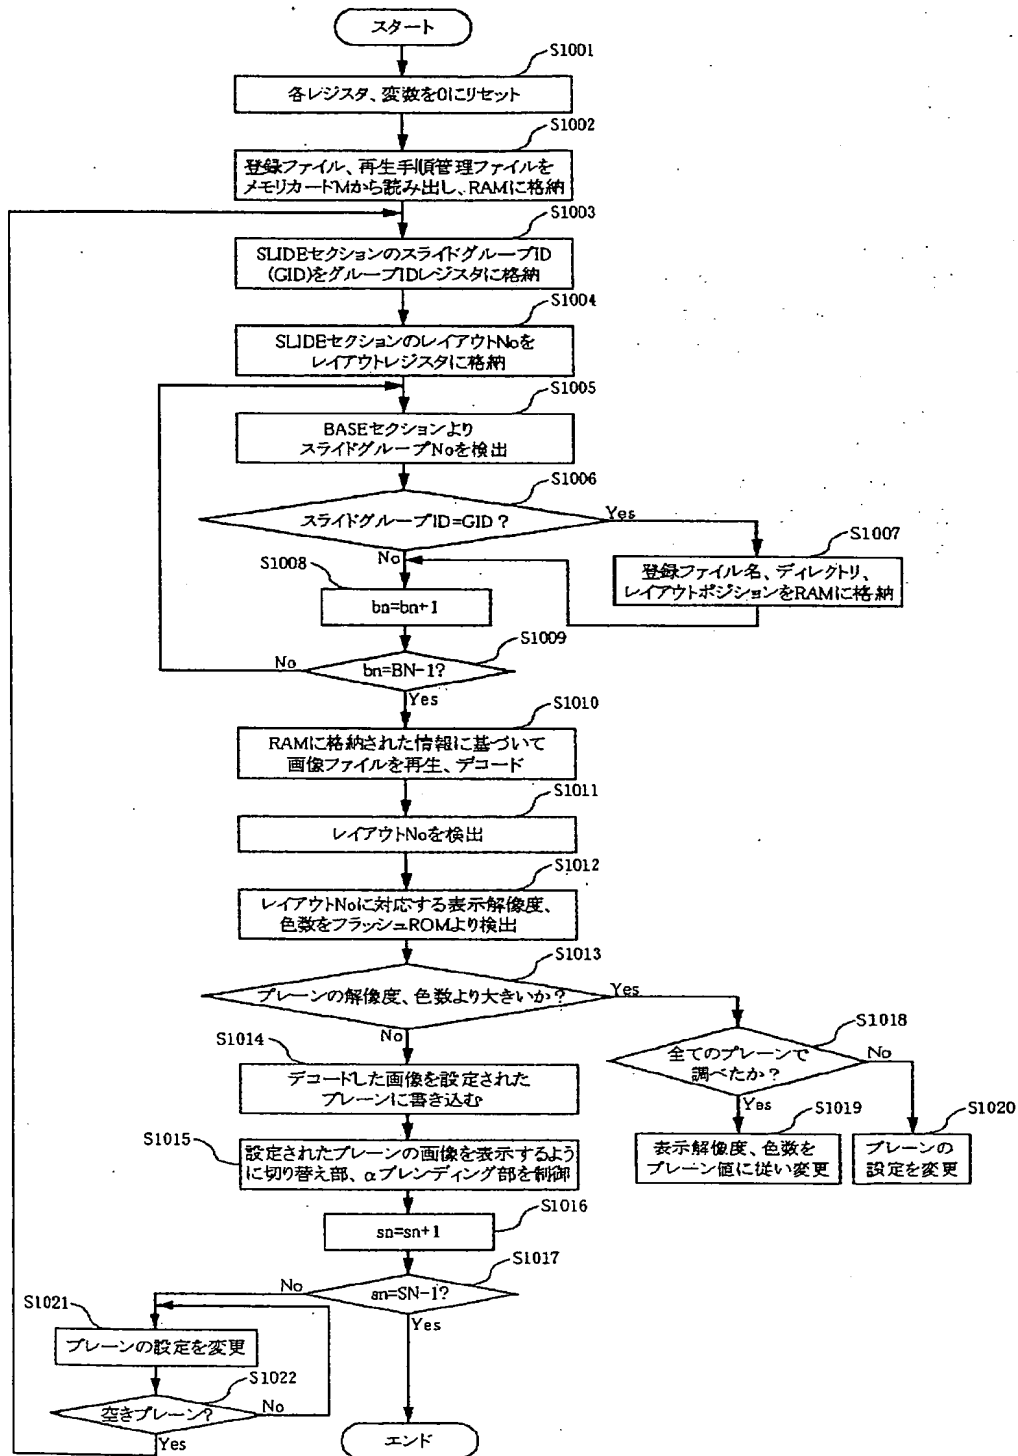 スタート
S1001
各レジスタ、変数を0にリセット
S1002
登録ファイル、再生手順管理ファイルを
メモリカードMから読み出し、RAMに格納
S1003
SLIDEセクションのスライドグループID
(GID)をグループIDレジスタに格納
S1004
SLIDEセクションのレイアウトNoを
レイアウトレジスタに格納
S1005
BASEセクションより
スライドグループNoを検出
S1006
スライドグループID=GID?
Yes
No
S1007
登録ファイル名、ディレクトリ、
レイアウトポジションをRAMに格納
S1008
bn=bn+1
S1009
bn=BN-1?
No
Yes
S1010
RAMに格納された情報に基づいて
画像ファイルを再生、デコード
S1011
レイアウトNoを検出
S1012
レイアウトNoに対応する表示解像度、
色数をフラッシュROMより検出
S1013
プレーンの解像度、色数より大きいか?
Yes
No
S1014
デコードした画像を設定された
プレーンに書き込む
S1018
全てのプレーンで
調べたか?
No
Yes
S1019
表示解像度、色数を
プレーン値に従い変更
S1020
プレーンの
設定を変更
S1015
設定されたプレーンの画像を表示するよう
に切り替え部、αブレンディング部を制御
S1016
sn=sn+1
S1017
sn=SN-1?
No
Yes
S1021
プレーンの設定を変更
S1022
空きプレーン?
No
Yes
エンド